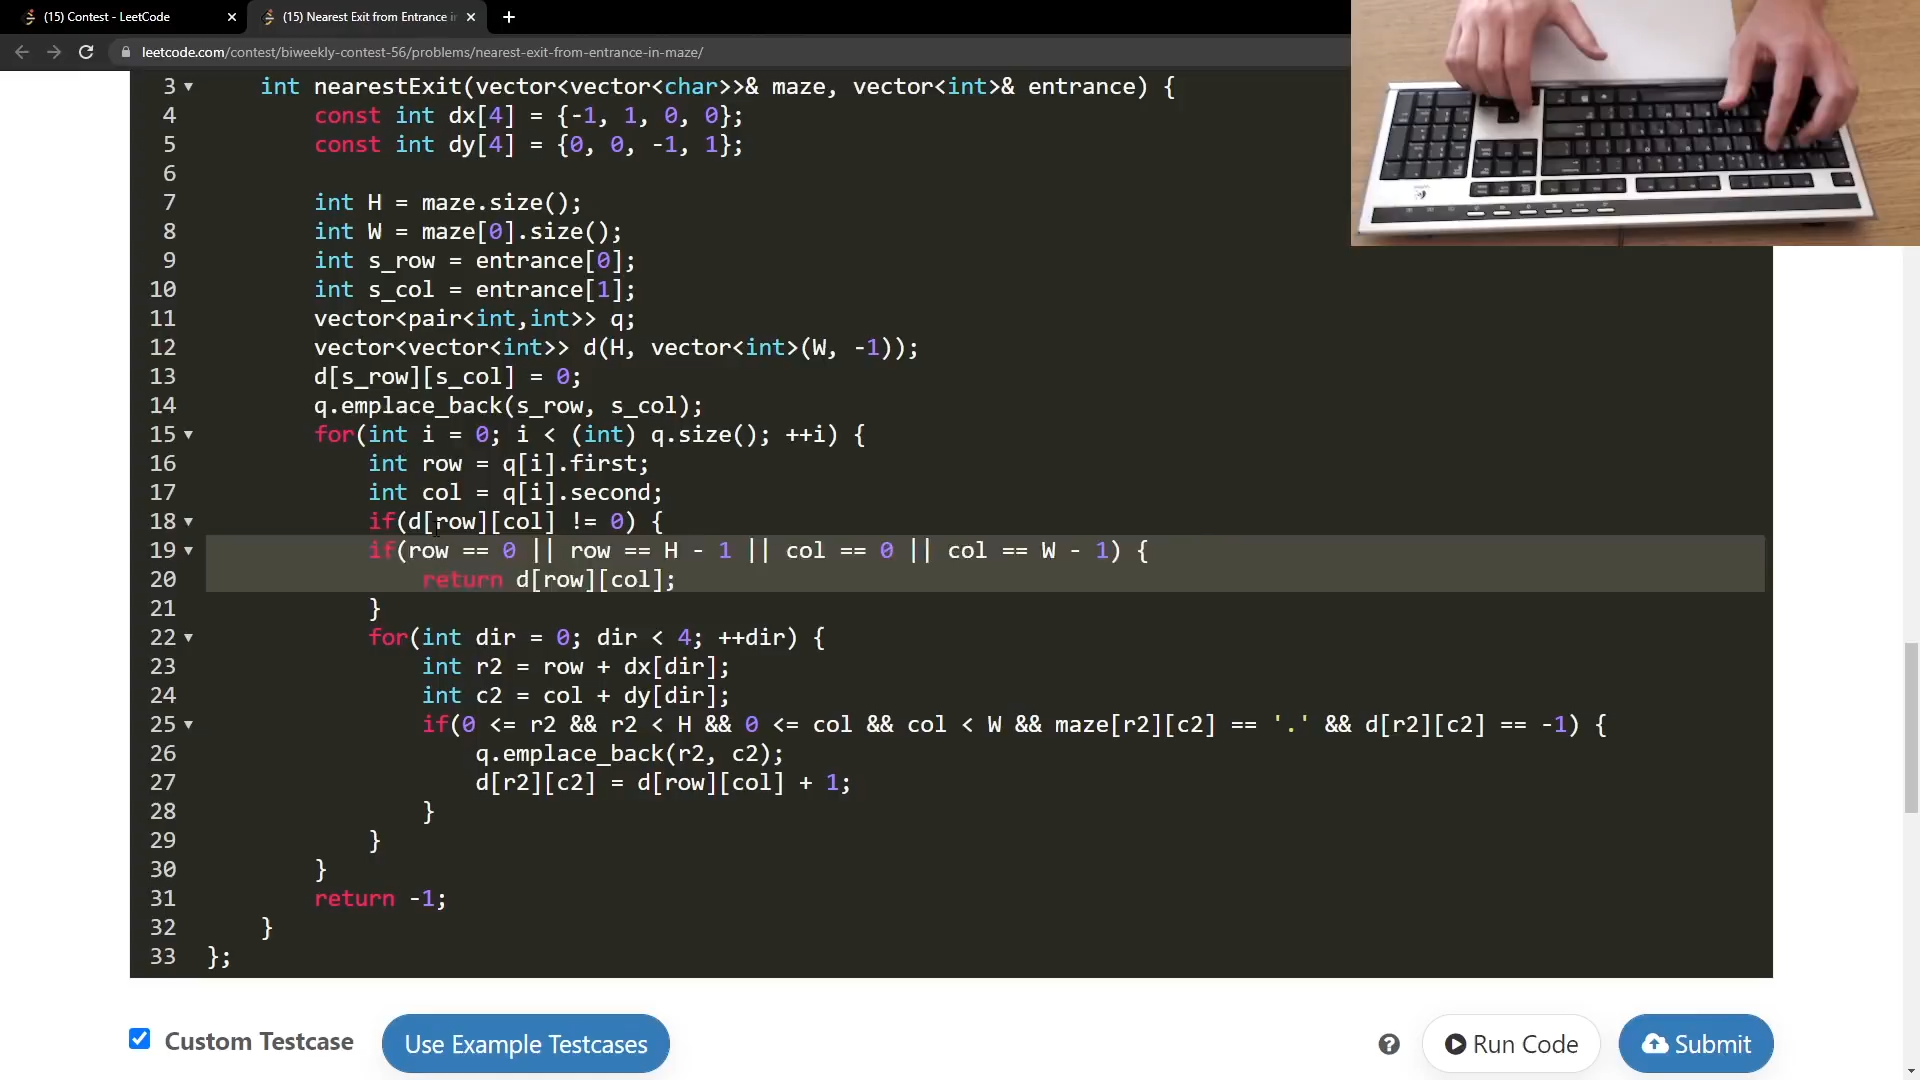 (15) Contest - LeetCode
(15) Nearest Exit from Entrance in
leetcode.com/contest/biweekly-contest-56/problems/nearest-exit-from-entrance-in-maze/
3 int nearestExit(vector<vector<char>>& maze, vector<int>& entrance) {
4 const int dx[4] = {-1, 1, 0, 0};
5 const int dy[4] = {0, 0, -1, 1};
6
7 int H = maze.size();
8 int W = maze[0].size();
9 int s_row = entrance[0];
10 int s_col = entrance[1];
11 vector<pair<int,int>> q;
12 vector<vector<int>> d(H, vector<int>(W, -1));
13 d[s_row][s_col] = 0;
14 q.emplace_back(s_row, s_col);
15 for(int i = 0; i < (int) q.size(); ++i) {
16 int row = q[i].first;
17 int col = q[i].second;
18 if(d[row][col] != 0) {
19 if(row == 0 || row == H - 1 || col == 0 || col == W - 1) {
20 return d[row][col];
21 }
22 for(int dir = 0; dir < 4; ++dir) {
23 int r2 = row + dx[dir];
24 int c2 = col + dy[dir];
25 if(0 <= r2 && r2 < H && 0 <= col && col < W && maze[r2][c2] == '.' && d[r2][c2] == -1) {
26 q.emplace_back(r2, c2);
27 d[r2][c2] = d[row][col] + 1;
28 }
29 }
30 }
31 return -1;
32 }
33 };
Custom Testcase
Use Example Testcases
?
Run Code
Submit